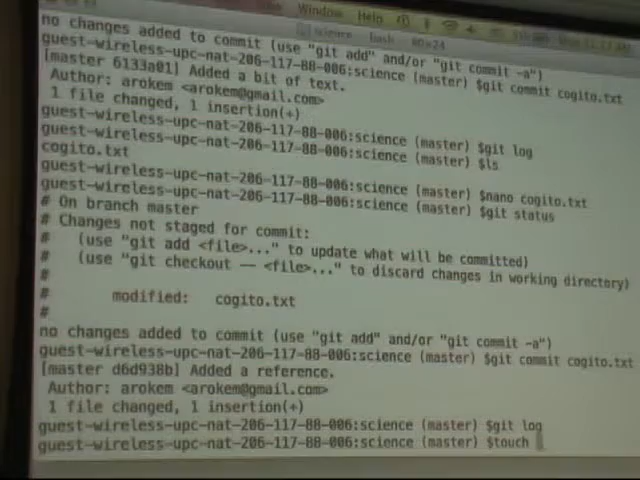 Window Help
science — bash — 80×24
no changes added to commit (use "git add" and/or "git commit -a")
guest-wireless-upc-nat-206-117-88-006:science (master) $git commit cogito.txt
[master 6133a01] Added a bit of text.
Author: arokem <arokem@gmail.com>
1 file changed, 1 insertion(+)
guest-wireless-upc-nat-206-117-88-006:science (master) $git log
guest-wireless-upc-nat-206-117-88-006:science (master) $ls
cogito.txt
guest-wireless-upc-nat-206-117-88-006:science (master) $nano cogito.txt
guest-wireless-upc-nat-206-117-88-006:science (master) $git status
# On branch master
# Changes not staged for commit:
#   (use "git add <file>..." to update what will be committed)
#   (use "git checkout -- <file>..." to discard changes in working directory)
#
#       modified:   cogito.txt
#
no changes added to commit (use "git add" and/or "git commit -a")
guest-wireless-upc-nat-206-117-88-006:science (master) $git commit cogito.txt
[master d6d938b] Added a reference.
Author: arokem <arokem@gmail.com>
1 file changed, 1 insertion(+)
guest-wireless-upc-nat-206-117-88-006:science (master) $git log
guest-wireless-upc-nat-206-117-88-006:science (master) $touch